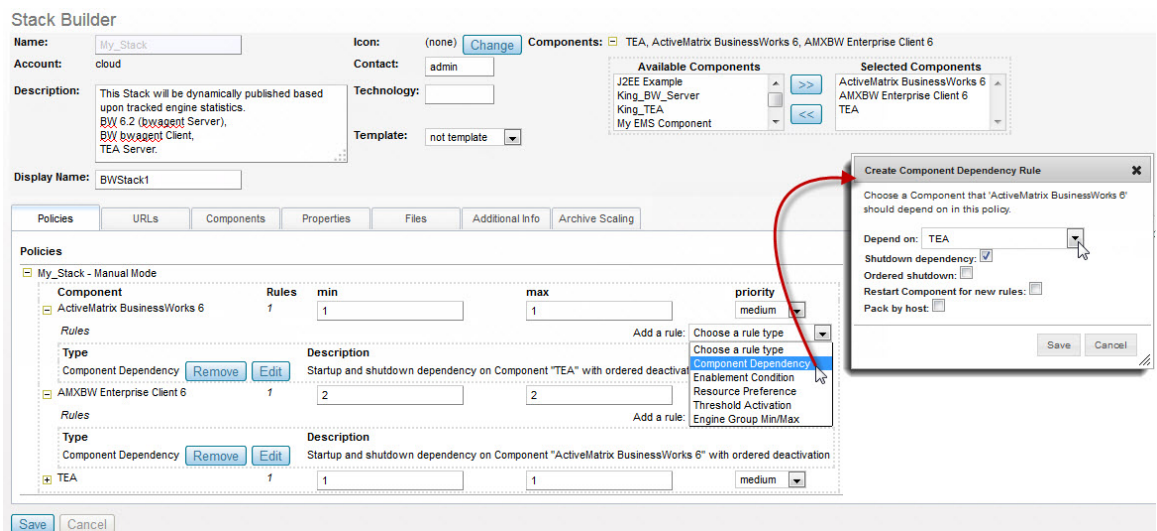 Stack Builder
Name: My_Stack Icon: (none) Change Components: TEA, ActiveMatrix BusinessWorks 6, AMXBW Enterprise Client 6
Account: cloud Contact: admin
Available Components Selected Components
J2EE Example
King_BW_Server
King_TEA
My EMS Component
>>
<<
ActiveMatrix BusinessWorks 6
AMXBW Enterprise Client 6
TEA
Description: This Stack will be dynamically published based
upon tracked engine statistics.
BW 6.2 (bwagent Server),
BW bwagent Client,
TEA Server.
Technology:
Template: not template
Display Name: BWStack1
Policies URLs Components Properties Files Additional Info Archive Scaling
Policies
My_Stack - Manual Mode
Component Rules min max priority
ActiveMatrix BusinessWorks 6 1 1 1 medium
Rules Add a rule: Choose a rule type
Choose a rule type
Component Dependency
Enablement Condition
Resource Preference
Threshold Activation
Engine Group Min/Max
Type Description
Component Dependency Remove Edit Startup and shutdown dependency on Component "TEA" with ordered deactivat
AMXBW Enterprise Client 6 1 2 2
Rules Add a rule:
Type Description
Component Dependency Remove Edit Startup and shutdown dependency on Component "ActiveMatrix BusinessWorks 6" with ordered deactivation
TEA 1 1 1 medium
Save Cancel
Create Component Dependency Rule
Choose a Component that 'ActiveMatrix BusinessWorks 6'
should depend on in this policy.
Depend on: TEA
Shutdown dependency:
Ordered shutdown:
Restart Component for new rules:
Pack by host:
Save Cancel